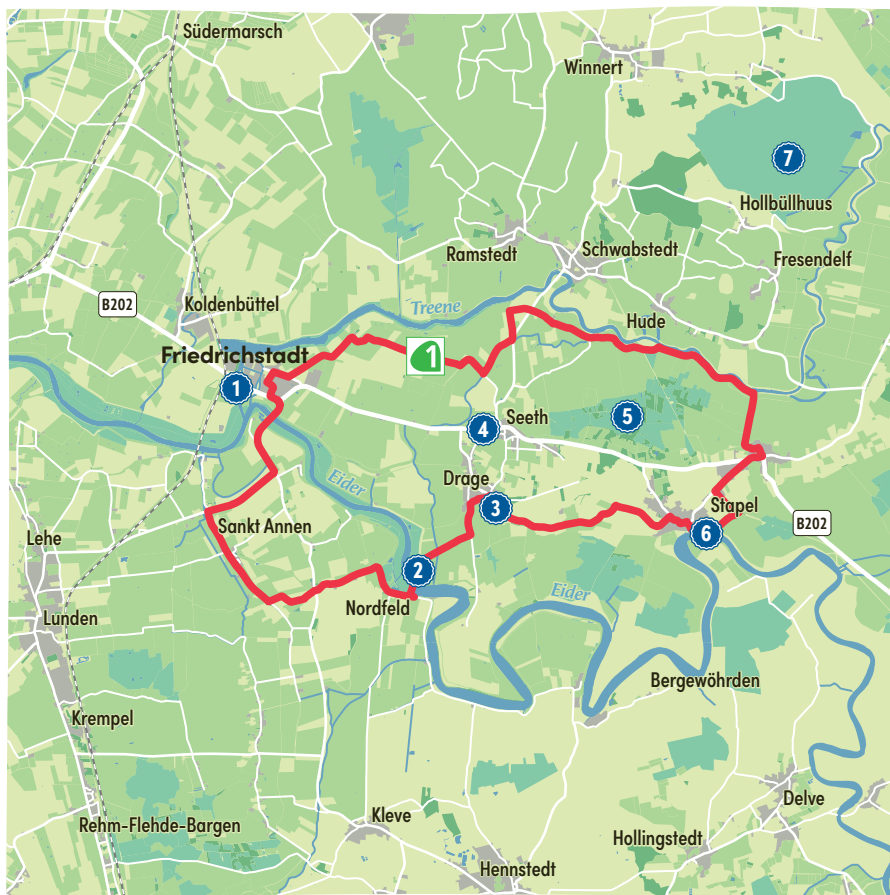 Südermarsch
Winnert
7
Hollbüllhuus
Ramstedt
Schwabstedt
Fresendelf
B202
Koldenbüttel
Treene
Hude
Friedrichstadt
1
1
5
4
Seeth
Drage
Eider
3
Stapel
Sankt Annen
B202
6
Lehe
2
Eider
Nordfeld
Lunden
Bergewöhrden
Krempel
Delve
Kleve
Rehm-Flehde-Bargen
Hollingstedt
Hennstedt